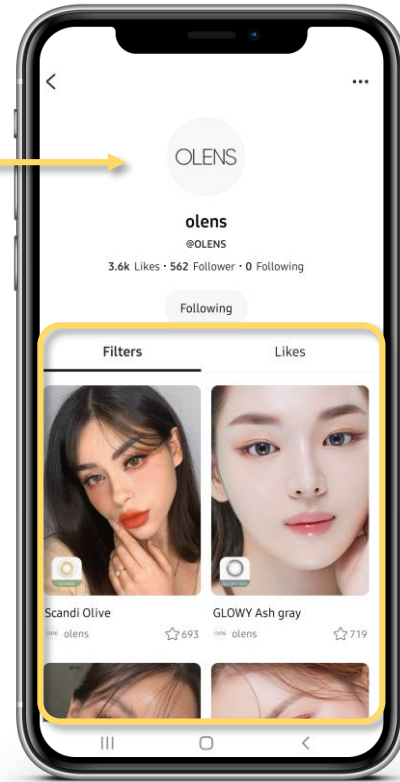 OLENS
olens
@OLENS
3.6k Likes · 562 Follower · 0 Following
Following
Filters Likes
Scandi Olive GLOWY Ash gray
olens 693 olens 719